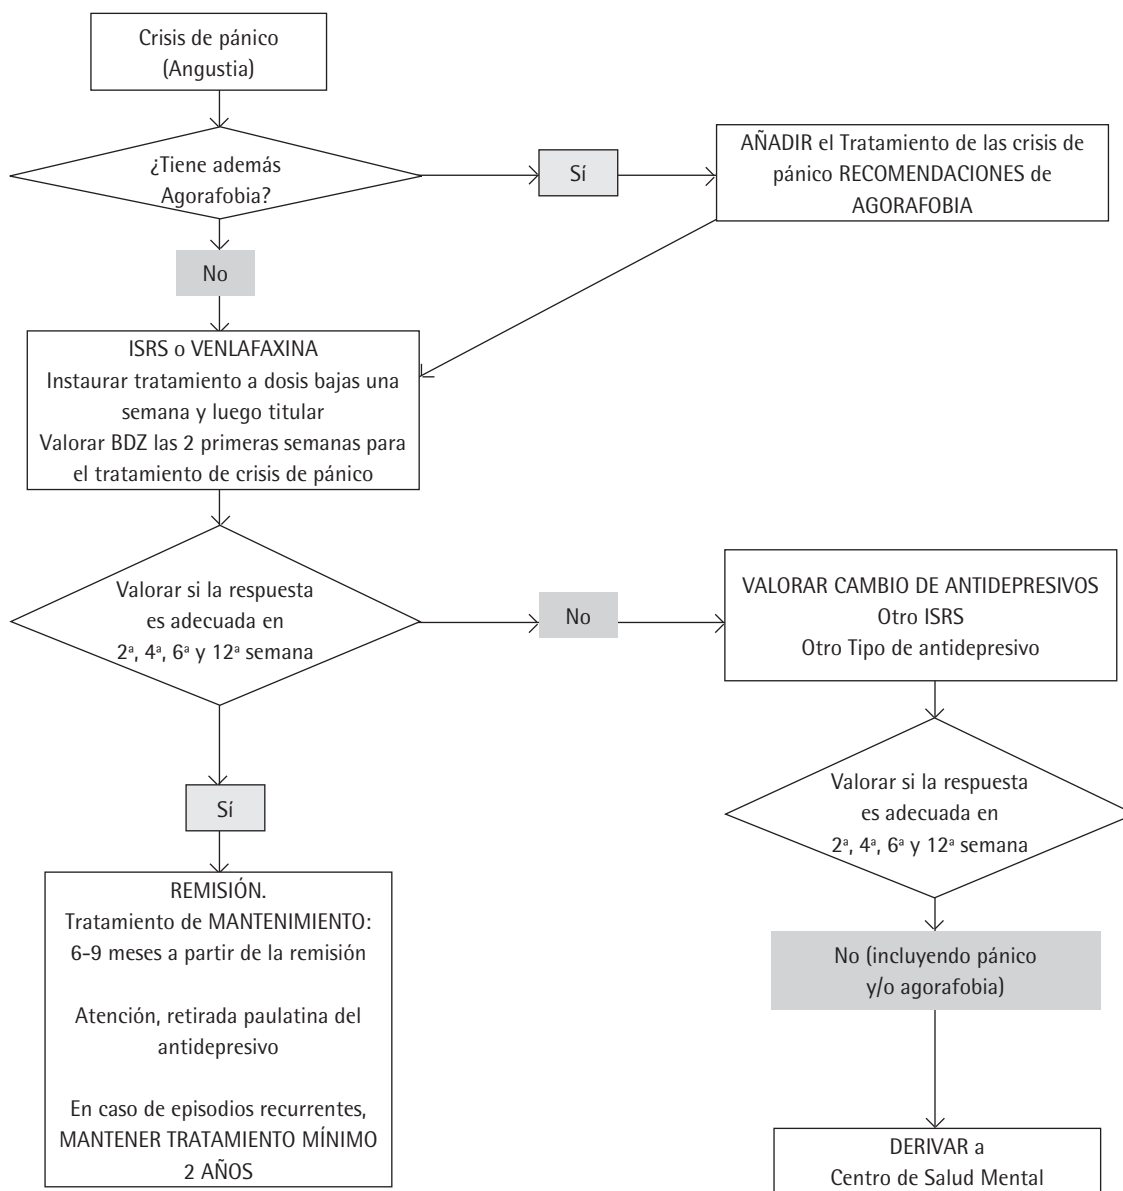 Crisis de pánico
(Angustia)
¿Tiene además
Agorafobia?
Sí
AÑADIR el Tratamiento de las crisis de
pánico RECOMENDACIONES de
AGORAFOBIA
No
ISRS o VENLAFAXINA
Instaurar tratamiento a dosis bajas una
semana y luego titular
Valorar BDZ las 2 primeras semanas para
el tratamiento de crisis de pánico
Valorar si la respuesta
es adecuada en
2ª, 4ª, 6ª y 12ª semana
No
VALORAR CAMBIO DE ANTIDEPRESIVOS
Otro ISRS
Otro Tipo de antidepresivo
Valorar si la respuesta
es adecuada en
2ª, 4ª, 6ª y 12ª semana
Sí
REMISIÓN.
Tratamiento de MANTENIMIENTO:
6-9 meses a partir de la remisión
Atención, retirada paulatina del
antidepresivo
En caso de episodios recurrentes,
MANTENER TRATAMIENTO MÍNIMO
2 AÑOS
No (incluyendo pánico
y/o agorafobia)
DERIVAR a
Centro de Salud Mental